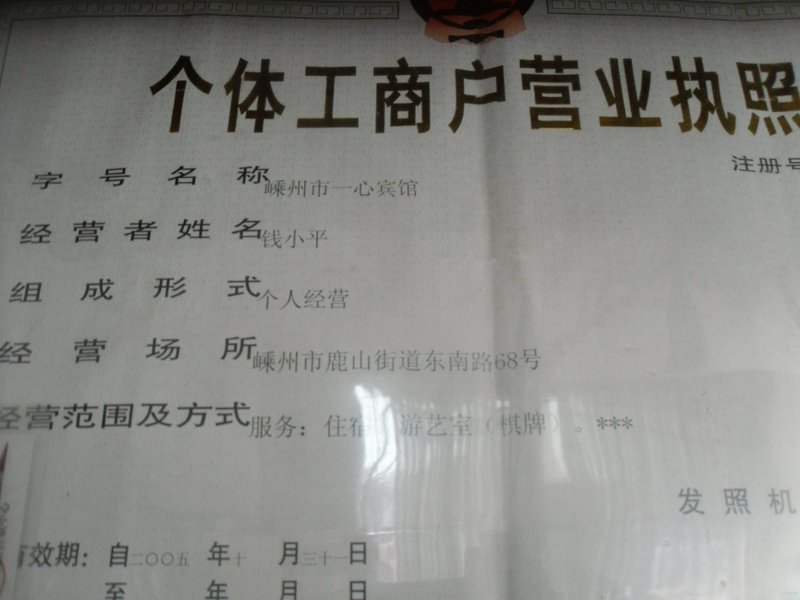 个体工商户营业执照
注册号
字号名称 嵊州市一心宾馆
经营者姓名 钱小平
组成形式 个人经营
经营场所 嵊州市鹿山街道东南路68号
经营范围及方式 服务：住宿、游艺室（棋牌）。***
发照机
有效期：自二〇〇五年十月三十一日
至 年 月 日